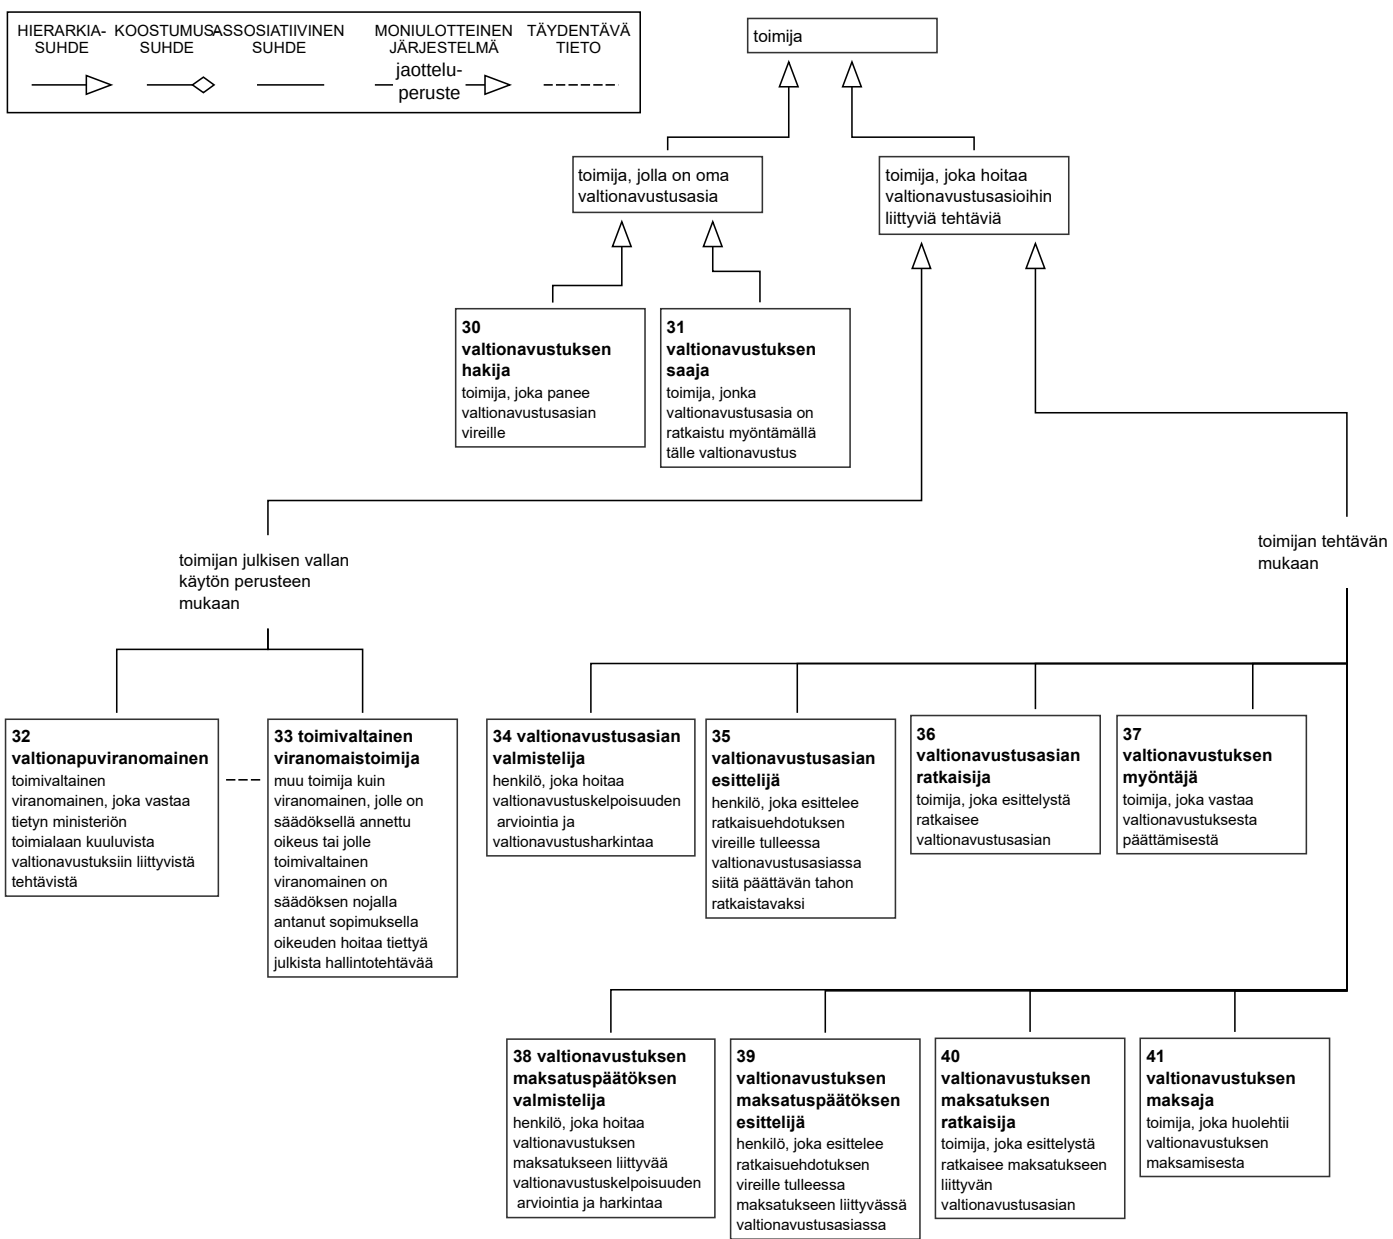 HIERARKIA-
SUHDE
KOOSTUMUS-
SUHDE
ASSOSIATIIVINEN
SUHDE
MONIULOTTEINEN
JÄRJESTELMÄ
jaottelu-
peruste
TÄYDENTÄVÄ
TIETO
toimija
toimija, jolla on oma
valtionavustusasia
toimija, joka hoitaa
valtionavustusasioihin
liittyviä tehtäviä
30
valtionavustuksen
hakija
toimija, joka panee
valtionavustusasian
vireille
31
valtionavustuksen
saaja
toimija, jonka
valtionavustusasia on
ratkaistu myöntämällä
tälle valtionavustus
toimijan julkisen vallan
käytön perusteen
mukaan
toimijan tehtävän
mukaan
32
valtionapuviranomainen
toimivaltainen
viranomainen, joka vastaa
tietyn ministeriön
toimialaan kuuluvista
valtionavustuksiin liittyvistä
tehtävistä
33 toimivaltainen
viranomaistoimija
muu toimija kuin
viranomainen, jolle on
säädöksellä annettu
oikeus tai jolle
toimivaltainen
viranomainen on
säädöksen nojalla
antanut sopimuksella
oikeuden hoitaa tiettyä
julkista hallintotehtävää
34 valtionavustusasian
valmistelija
henkilö, joka hoitaa
valtionavustuskelpoisuuden
arviointia ja
valtionavustusharkintaa
35
valtionavustusasian
esittelijä
henkilö, joka esittelee
ratkaisuehdotuksen
vireille tulleessa
valtionavustusasiassa
siitä päättävän tahon
ratkaistavaksi
36
valtionavustusasian
ratkaisija
toimija, joka esittelystä
ratkaisee
valtionavustusasian
37
valtionavustuksen
myöntäjä
toimija, joka vastaa
valtionavustuksesta
päättämisestä
38 valtionavustuksen
maksatuspäätöksen
valmistelija
henkilö, joka hoitaa
valtionavustuksen
maksatukseen liittyvää
valtionavustuskelpoisuuden
arviointia ja harkintaa
39
valtionavustuksen
maksatuspäätöksen
esittelijä
henkilö, joka esittelee
ratkaisuehdotuksen
vireille tulleessa
maksatukseen liittyvässä
valtionavustusasiassa
40
valtionavustuksen
maksatuksen
ratkaisija
toimija, joka esittelystä
ratkaisee maksatukseen
liittyvän
valtionavustusasian
41
valtionavustuksen
maksaja
toimija, joka huolehtii
valtionavustuksen
maksamisesta